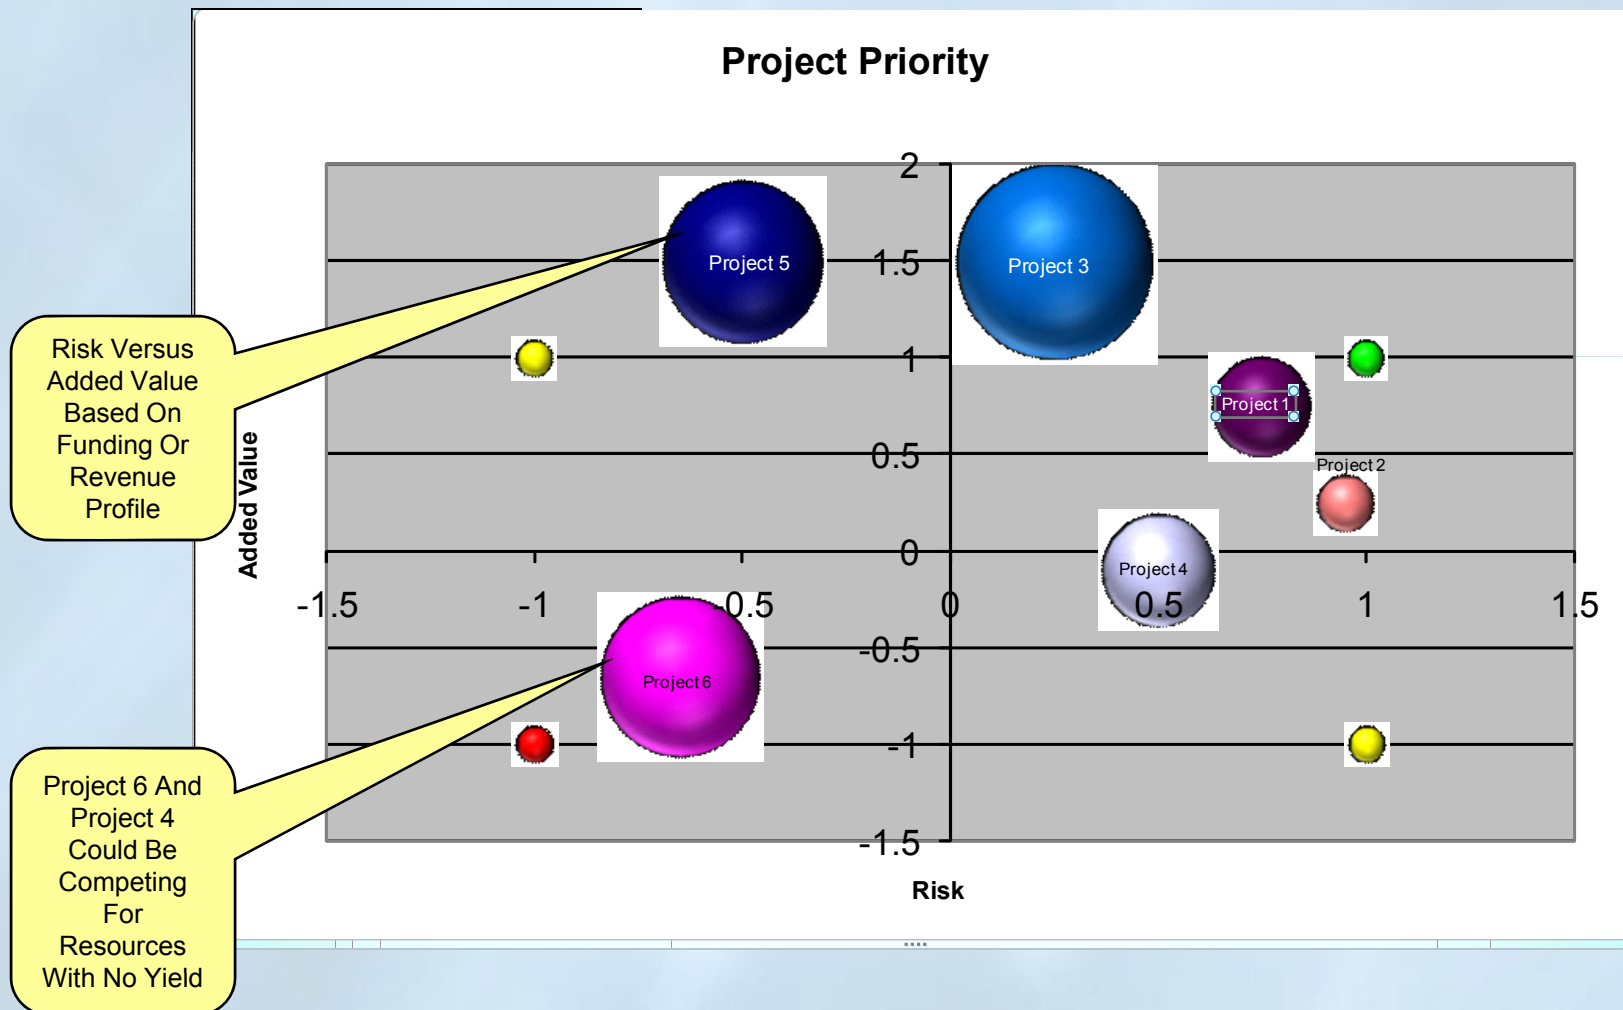 Project Priority
2
1.5
1
0.5
0
-0.5
-1
-1.5
-1.5
-1
-0.5
0
0.5
1
1.5
Added Value
Risk
Project 5
Project 3
Project 1
Project 2
Project 4
Project 6
Risk Versus
Added Value
Based On
Funding Or
Revenue
Profile
Project 6 And
Project 4
Could Be
Competing
For
Resources
With No Yield